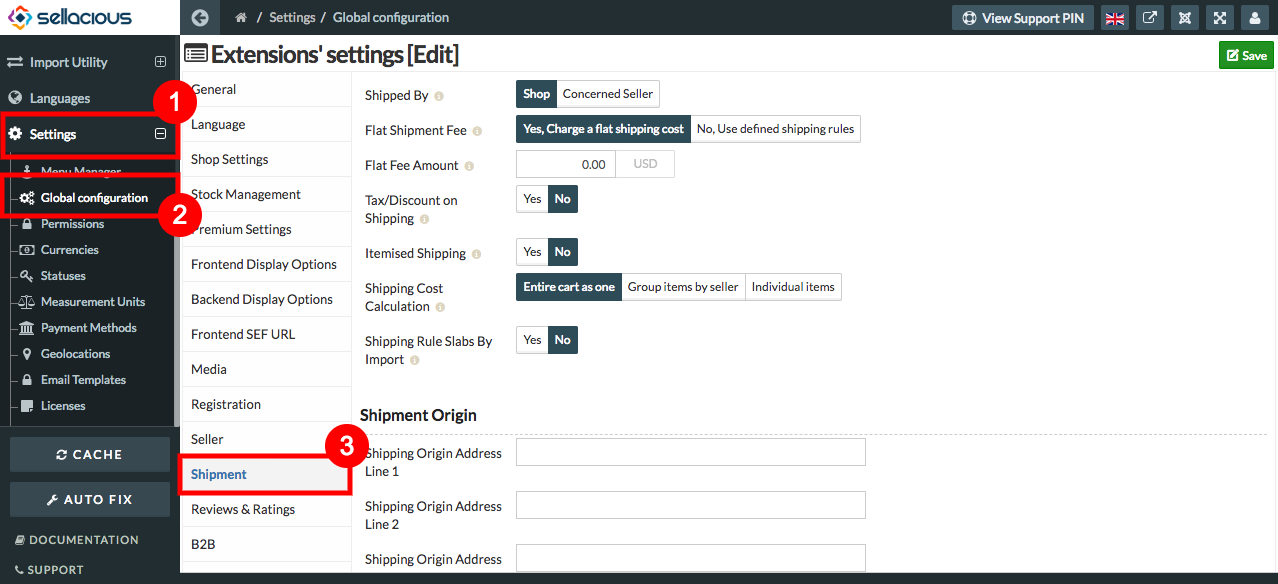 sellacious
/ Settings / Global configuration
View Support PIN
Extensions' settings [Edit]
Save
Import Utility
Languages
1
Settings
Menu Manager
Global configuration
2
Permissions
Currencies
Statuses
Measurement Units
Payment Methods
Geolocations
Email Templates
Licenses
CACHE
AUTO FIX
DOCUMENTATION
SUPPORT
General
Language
Shop Settings
Stock Management
Premium Settings
Frontend Display Options
Backend Display Options
Frontend SEF URL
Media
Registration
Seller
3
Shipment
Reviews & Ratings
B2B
Shipped By
Shop Concerned Seller
Flat Shipment Fee
Yes, Charge a flat shipping cost No, Use defined shipping rules
Flat Fee Amount
0.00 USD
Tax/Discount on
Shipping
Yes No
Itemised Shipping
Yes No
Shipping Cost
Calculation
Entire cart as one Group items by seller Individual items
Shipping Rule Slabs By
Import
Yes No
Shipment Origin
Shipping Origin Address
Line 1
Shipping Origin Address
Line 2
Shipping Origin Address